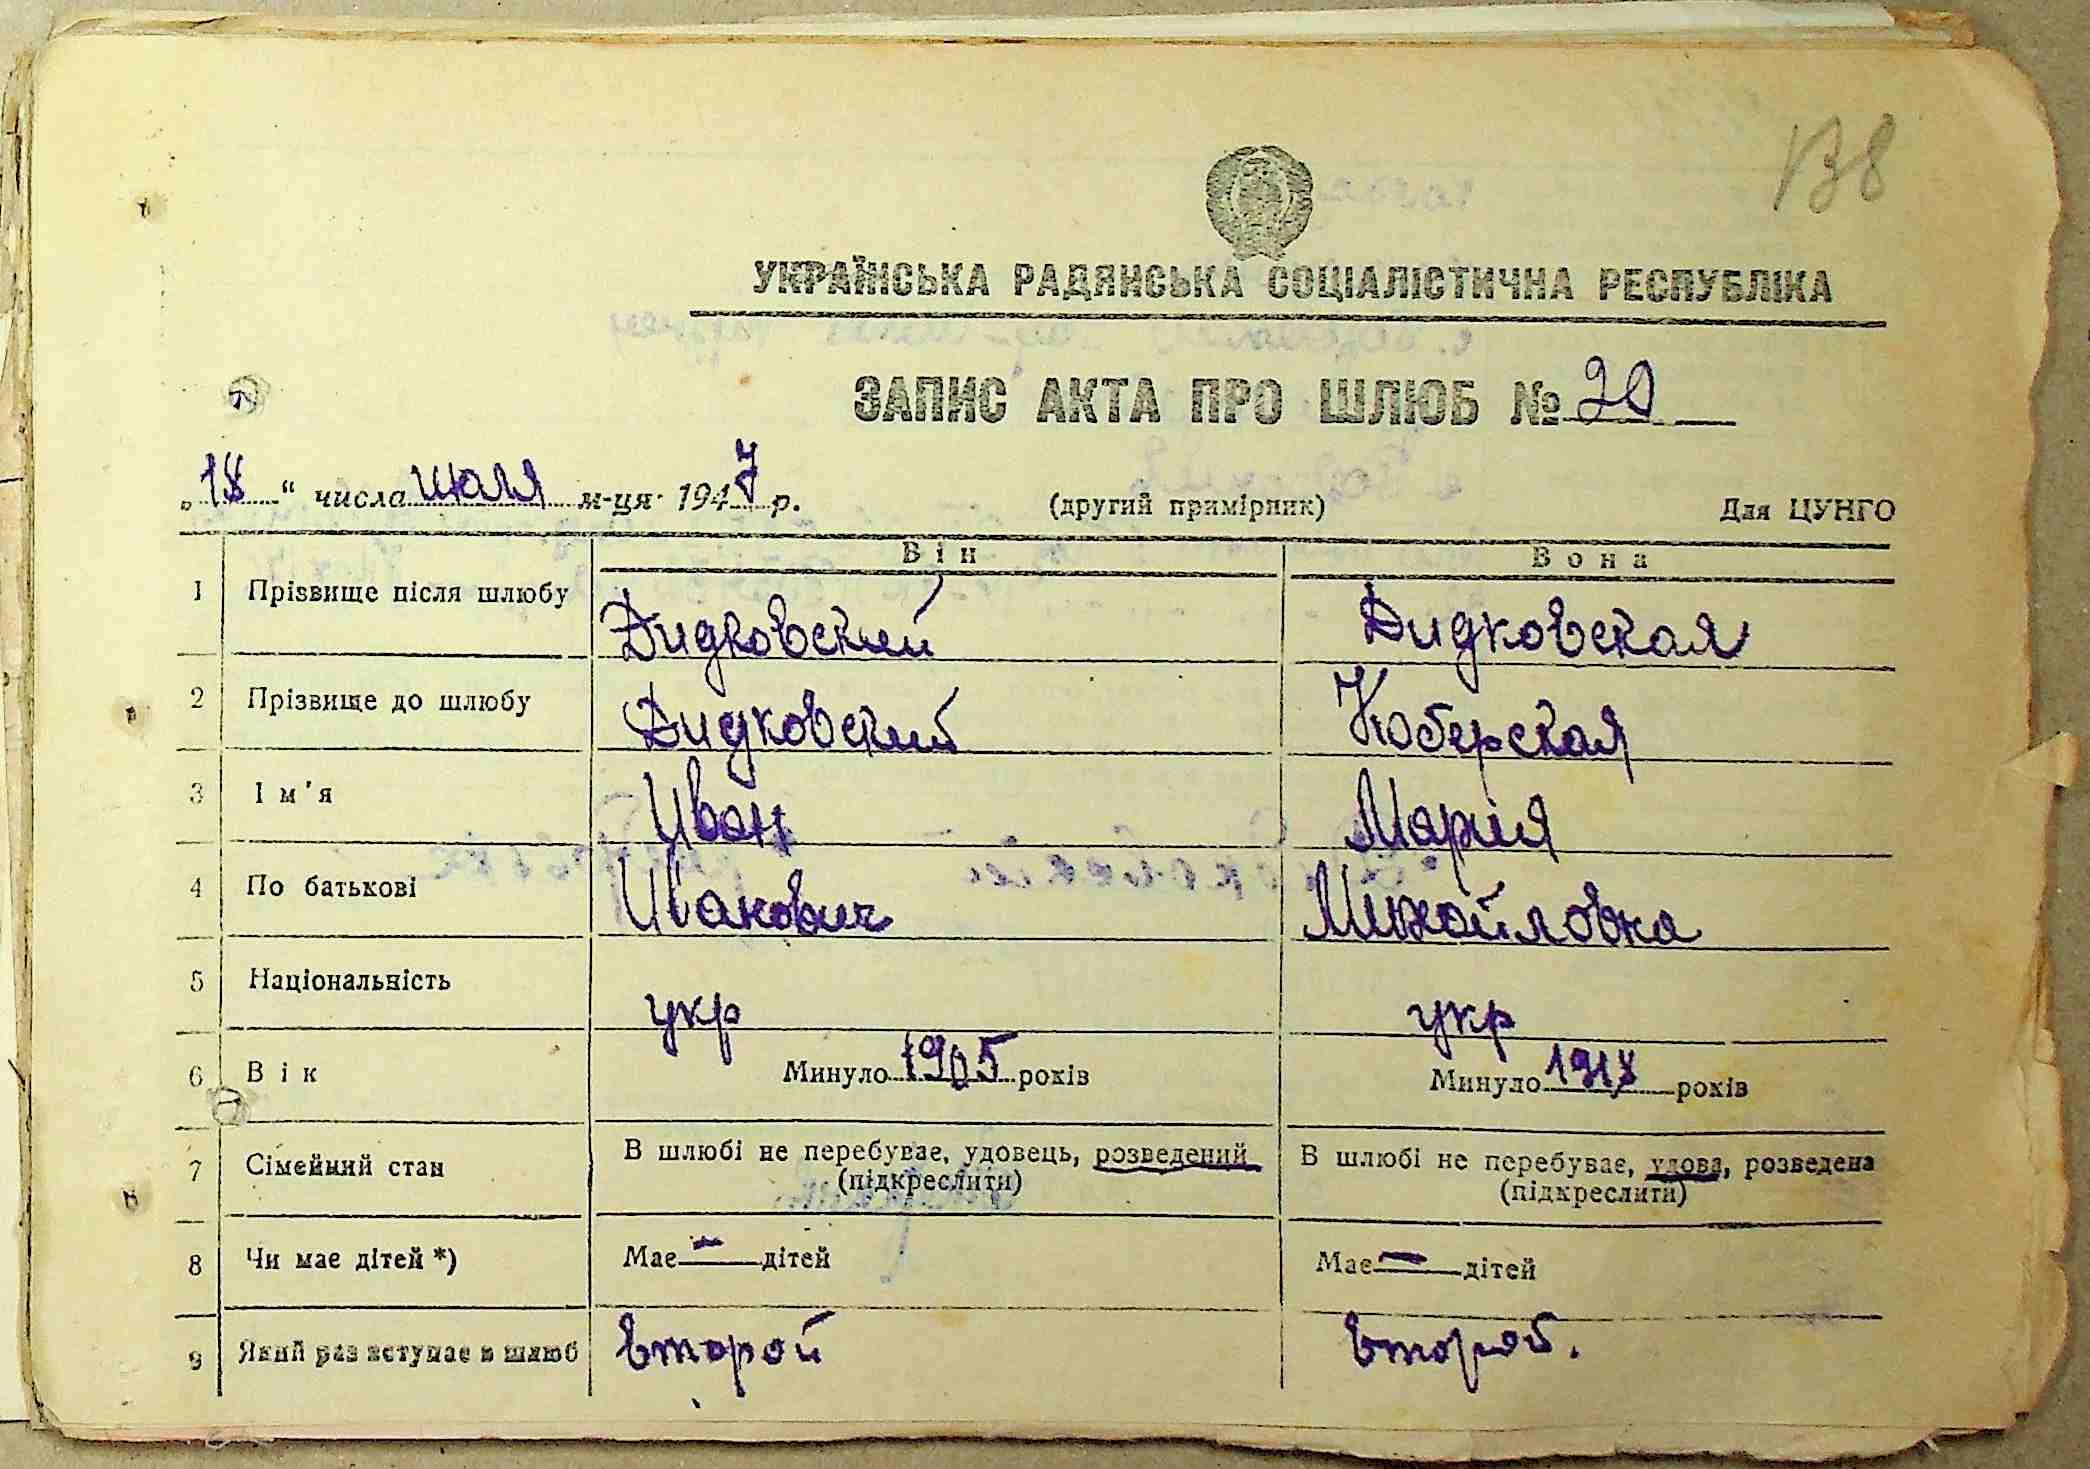 138
УКРАЇНСЬКА РАДЯНСЬКА СОЦІАЛІСТИЧНА РЕСПУБЛІКА
ЗАПИС АКТА ПРО ШЛЮБ № 20
„18“ числа июля м-ця 1947 р. (другий примірник) Для ЦУНГО
Він Вона
1 Прізвище після шлюбу Дидковский Дидковская
2 Прізвище до шлюбу Дидковский Коберская
3 Ім'я Иван Мария
4 По батькові Иванович Михайловна
5 Національність укр укр
6 Вік Минуло 1905 років Минуло 1918 років
7 Сімейний стан В шлюбі не перебуває, удовець, розведений (підкреслити) В шлюбі не перебуває, удова, розведена (підкреслити)
8 Чи має дітей *) Має — дітей Має — дітей
9 Який раз вступає в шлюб второй второй.